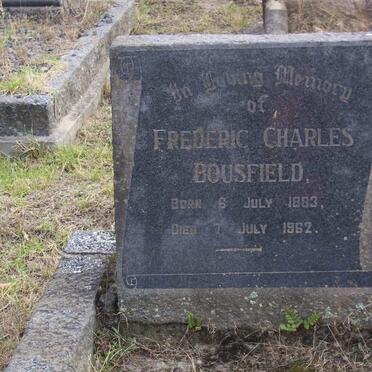 In Loving Memory
of
FREDERIC CHARLES
BOUSFIELD.
BORN 6 JULY 1883,
DIED 7 JULY 1962.